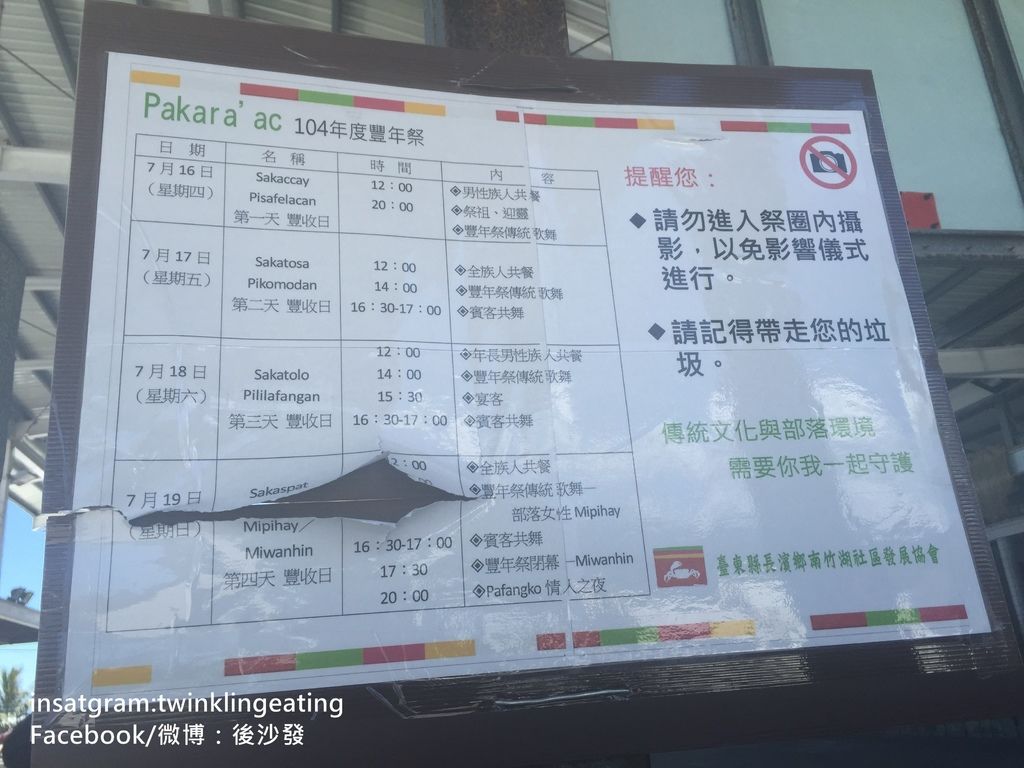 Pakara'ac 104年度豐年祭
日 期 名 稱 時 間 內 容
7月16日
（星期四）
Sakaccay
Pisafelacan
第一天 豐收日
12：00
20：00
◈男性族人共餐
◈祭祖、迎靈
◈豐年祭傳統歌舞
7月17日
（星期五）
Sakatosa
Pikomodan
第二天 豐收日
12：00
14：00
16：30-17：00
◈全族人共餐
◈豐年祭傳統歌舞
◈賓客共舞
7月18日
（星期六）
Sakatolo
Pililafangan
第三天 豐收日
12：00
14：00
15：30
16：30-17：00
◈年長男性族人共餐
◈豐年祭傳統歌舞
◈宴客
◈賓客共舞
7月19日
（星期日）
Sakaspat
Mipihay／
Miwanhin
第四天 豐收日
2：00
16：30-17：00
17：30
20：00
◈全族人共餐
◈豐年祭傳統歌舞—
部落女性 Mipihay
◈賓客共舞
◈豐年祭閉幕—Miwanhin
◈Pafangko 情人之夜
提醒您：
◆請勿進入祭圈內攝
影，以免影響儀式
進行。
◆請記得帶走您的垃
圾。
傳統文化與部落環境
需要你我一起守護
臺東縣長濱鄉南竹湖社區發展協會
insatgram:twinklingeating
Facebook/微博：後沙發